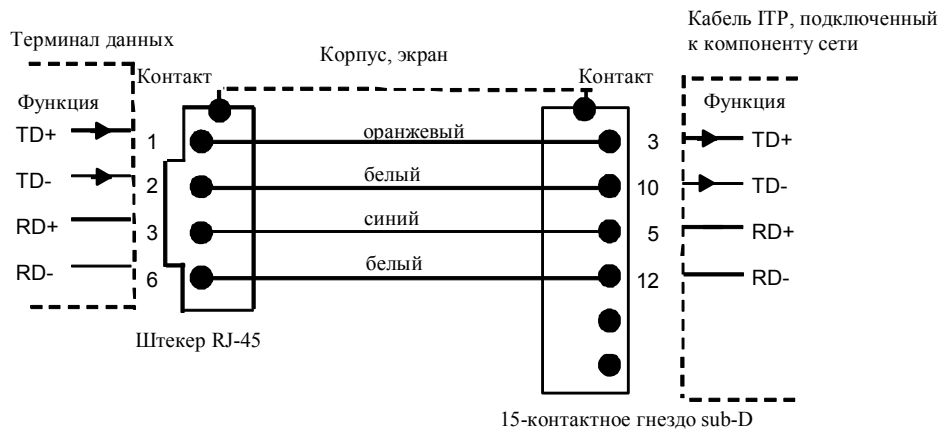 Терминал данных
Корпус, экран
Кабель ITP, подключенный
к компоненту сети
Контакт
Контакт
Функция
Функция
TD+
1
оранжевый
3
TD+
TD-
2
белый
10
TD-
RD+
3
синий
5
RD+
RD-
6
белый
12
RD-
Штекер RJ-45
15-контактное гнездо sub-D